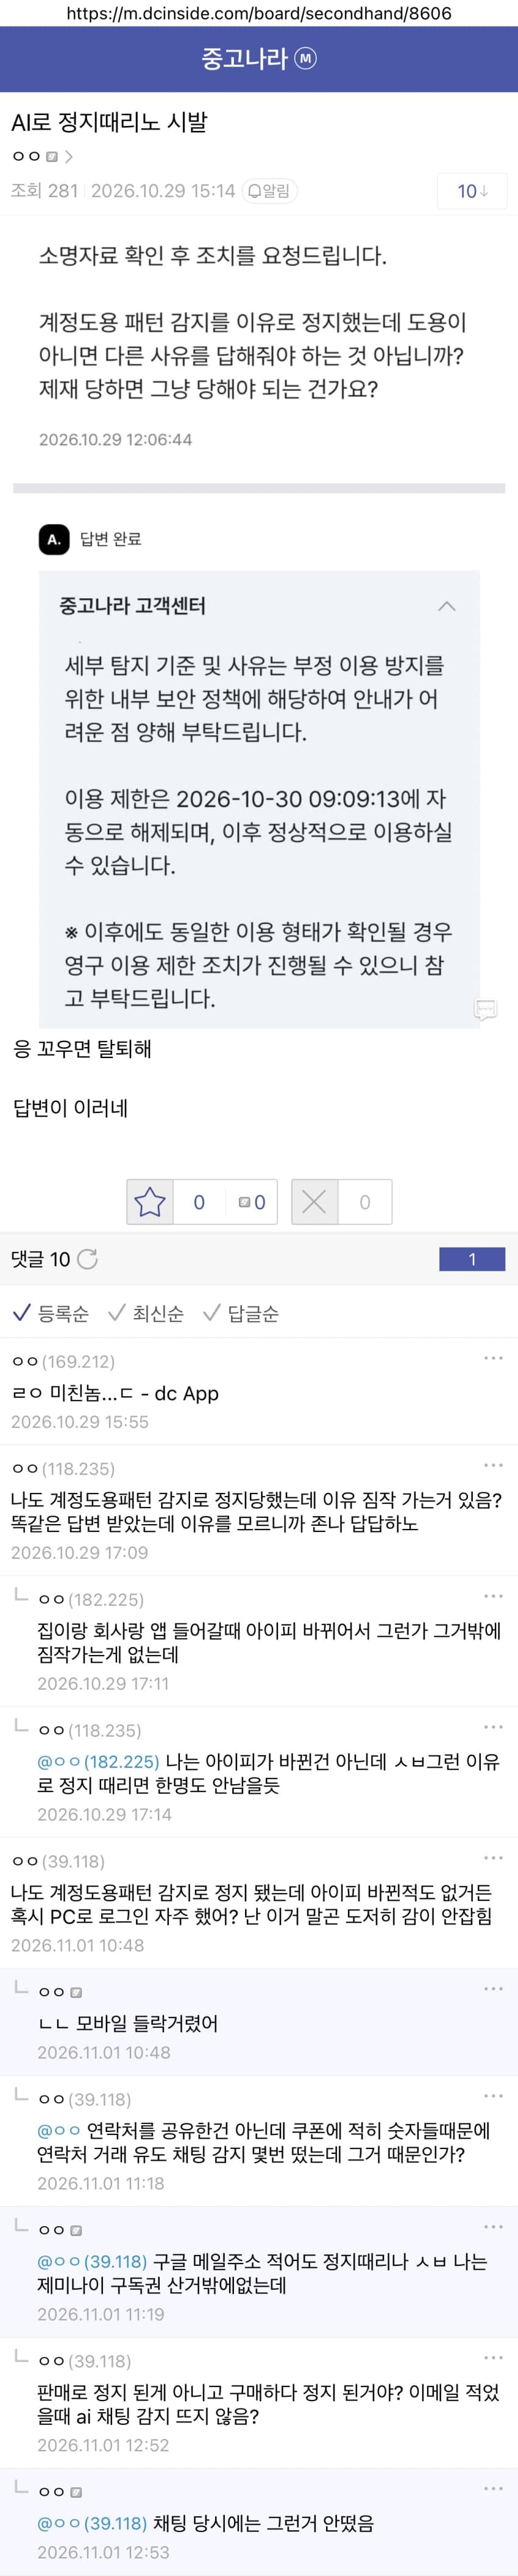 https://m.dcinside.com/board/secondhand/8606
중고나라 Ⓜ
AI로 정지때리노 시발
ㅇㅇ
조회 281 2026.10.29 15:14 알림
10↓
소명자료 확인 후 조치를 요청드립니다.
계정도용 패턴 감지를 이유로 정지했는데 도용이
아니면 다른 사유를 답해줘야 하는 것 아닙니까?
제재 당하면 그냥 당해야 되는 건가요?
2026.10.29 12:06:44
A. 답변 완료
중고나라 고객센터
세부 탐지 기준 및 사유는 부정 이용 방지를
위한 내부 보안 정책에 해당하여 안내가 어
려운 점 양해 부탁드립니다.
이용 제한은 2026-10-30 09:09:13에 자
동으로 해제되며, 이후 정상적으로 이용하실
수 있습니다.
※ 이후에도 동일한 이용 형태가 확인될 경우
영구 이용 제한 조치가 진행될 수 있으니 참
고 부탁드립니다.
응 꼬우면 탈퇴해
답변이 이러네
0 0 0
댓글 10
1
등록순 최신순 답글순
ㅇㅇ(169.212)
ㄹㅇ 미친놈...ㄷ - dc App
2026.10.29 15:55
ㅇㅇ(118.235)
나도 계정도용패턴 감지로 정지당했는데 이유 짐작 가는거 있음?
똑같은 답변 받았는데 이유를 모르니까 존나 답답하노
2026.10.29 17:09
ㅇㅇ(182.225)
집이랑 회사랑 앱 들어갈때 아이피 바뀌어서 그런가 그거밖에
짐작가는게 없는데
2026.10.29 17:11
ㅇㅇ(118.235)
@ㅇㅇ(182.225) 나는 아이피가 바뀐건 아닌데 ㅅㅂ그런 이유
로 정지 때리면 한명도 안남을듯
2026.10.29 17:14
ㅇㅇ(39.118)
나도 계정도용패턴 감지로 정지 됐는데 아이피 바뀐적도 없거든
혹시 PC로 로그인 자주 했어? 난 이거 말곤 도저히 감이 안잡힘
2026.11.01 10:48
ㅇㅇ
ㄴㄴ 모바일 들락거렸어
2026.11.01 10:48
ㅇㅇ(39.118)
@ㅇㅇ 연락처를 공유한건 아닌데 쿠폰에 적히 숫자들때문에
연락처 거래 유도 채팅 감지 몇번 떴는데 그거 때문인가?
2026.11.01 11:18
ㅇㅇ
@ㅇㅇ(39.118) 구글 메일주소 적어도 정지때리나 ㅅㅂ 나는
제미나이 구독권 산거밖에없는데
2026.11.01 11:19
ㅇㅇ(39.118)
판매로 정지 된게 아니고 구매하다 정지 된거야? 이메일 적었
을때 ai 채팅 감지 뜨지 않음?
2026.11.01 12:52
ㅇㅇ
@ㅇㅇ(39.118) 채팅 당시에는 그런거 안떴음
2026.11.01 12:53